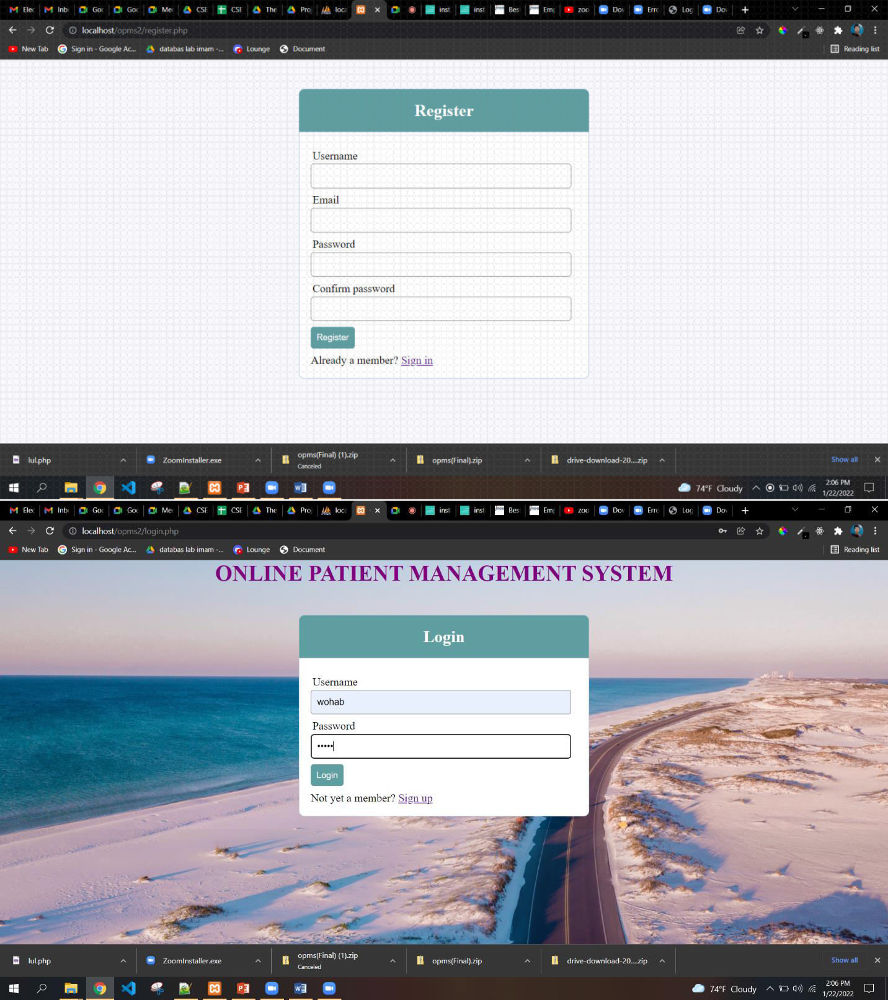 Elec Inb Goo Goo Me CSE CSE The Pro loca inst inst Bes Emp zoo Dov Erro Log Dov
localhost/opms2/register.php
New Tab Sign in - Google Ac... databas lab imam -... Lounge Document Reading list
Register
Username
Email
Password
Confirm password
Register
Already a member? Sign in
lul.php ZoomInstaller.exe opms(Final) (1).zip opms(Final).zip drive-download-20....zip Show all
Canceled
74°F Cloudy 2:06 PM
1/22/2022
Elec Inb Goo Goo Me CSE CSE The Pro loca inst inst Bes Emp zoo Dov Erro Log Dov
localhost/opms2/login.php
New Tab Sign in - Google Ac... databas lab imam -... Lounge Document Reading list
ONLINE PATIENT MANAGEMENT SYSTEM
Login
Username
wohab
Password
•••••
Login
Not yet a member? Sign up
lul.php ZoomInstaller.exe opms(Final) (1).zip opms(Final).zip drive-download-20....zip Show all
Canceled
74°F Cloudy 2:06 PM
1/22/2022